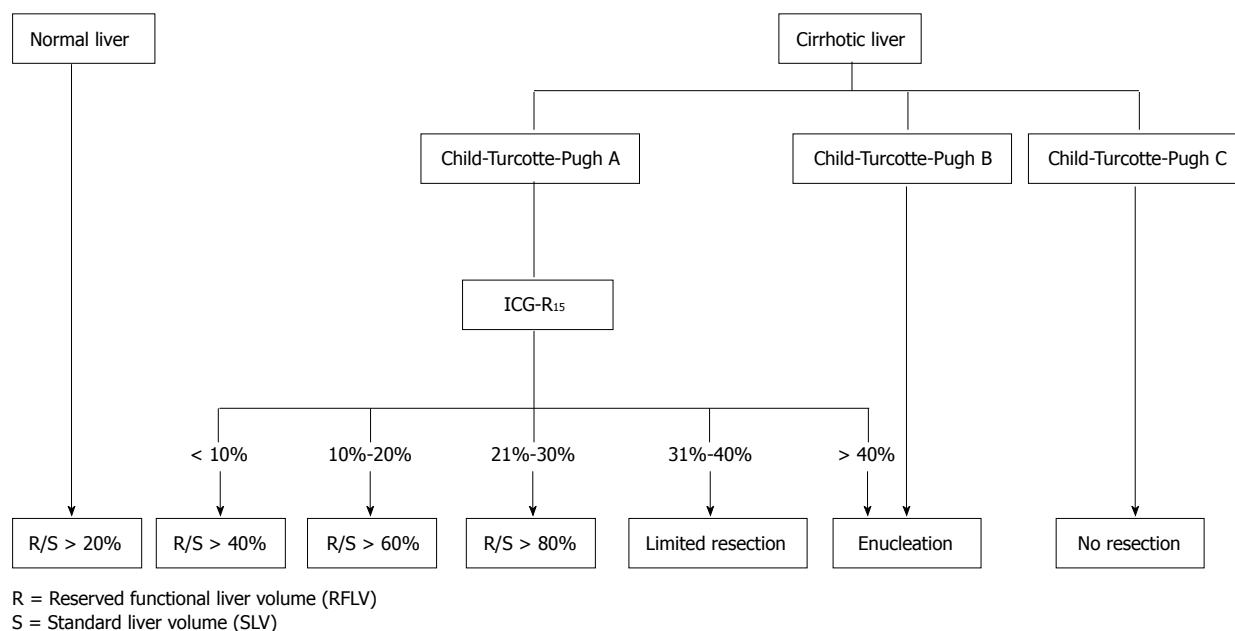 Normal liver
Cirrhotic liver
Child-Turcotte-Pugh A
Child-Turcotte-Pugh B
Child-Turcotte-Pugh C
ICG-R₁₅
< 10%
10%-20%
21%-30%
31%-40%
> 40%
R/S > 20%
R/S > 40%
R/S > 60%
R/S > 80%
Limited resection
Enucleation
No resection
R = Reserved functional liver volume (RFLV)
S = Standard liver volume (SLV)